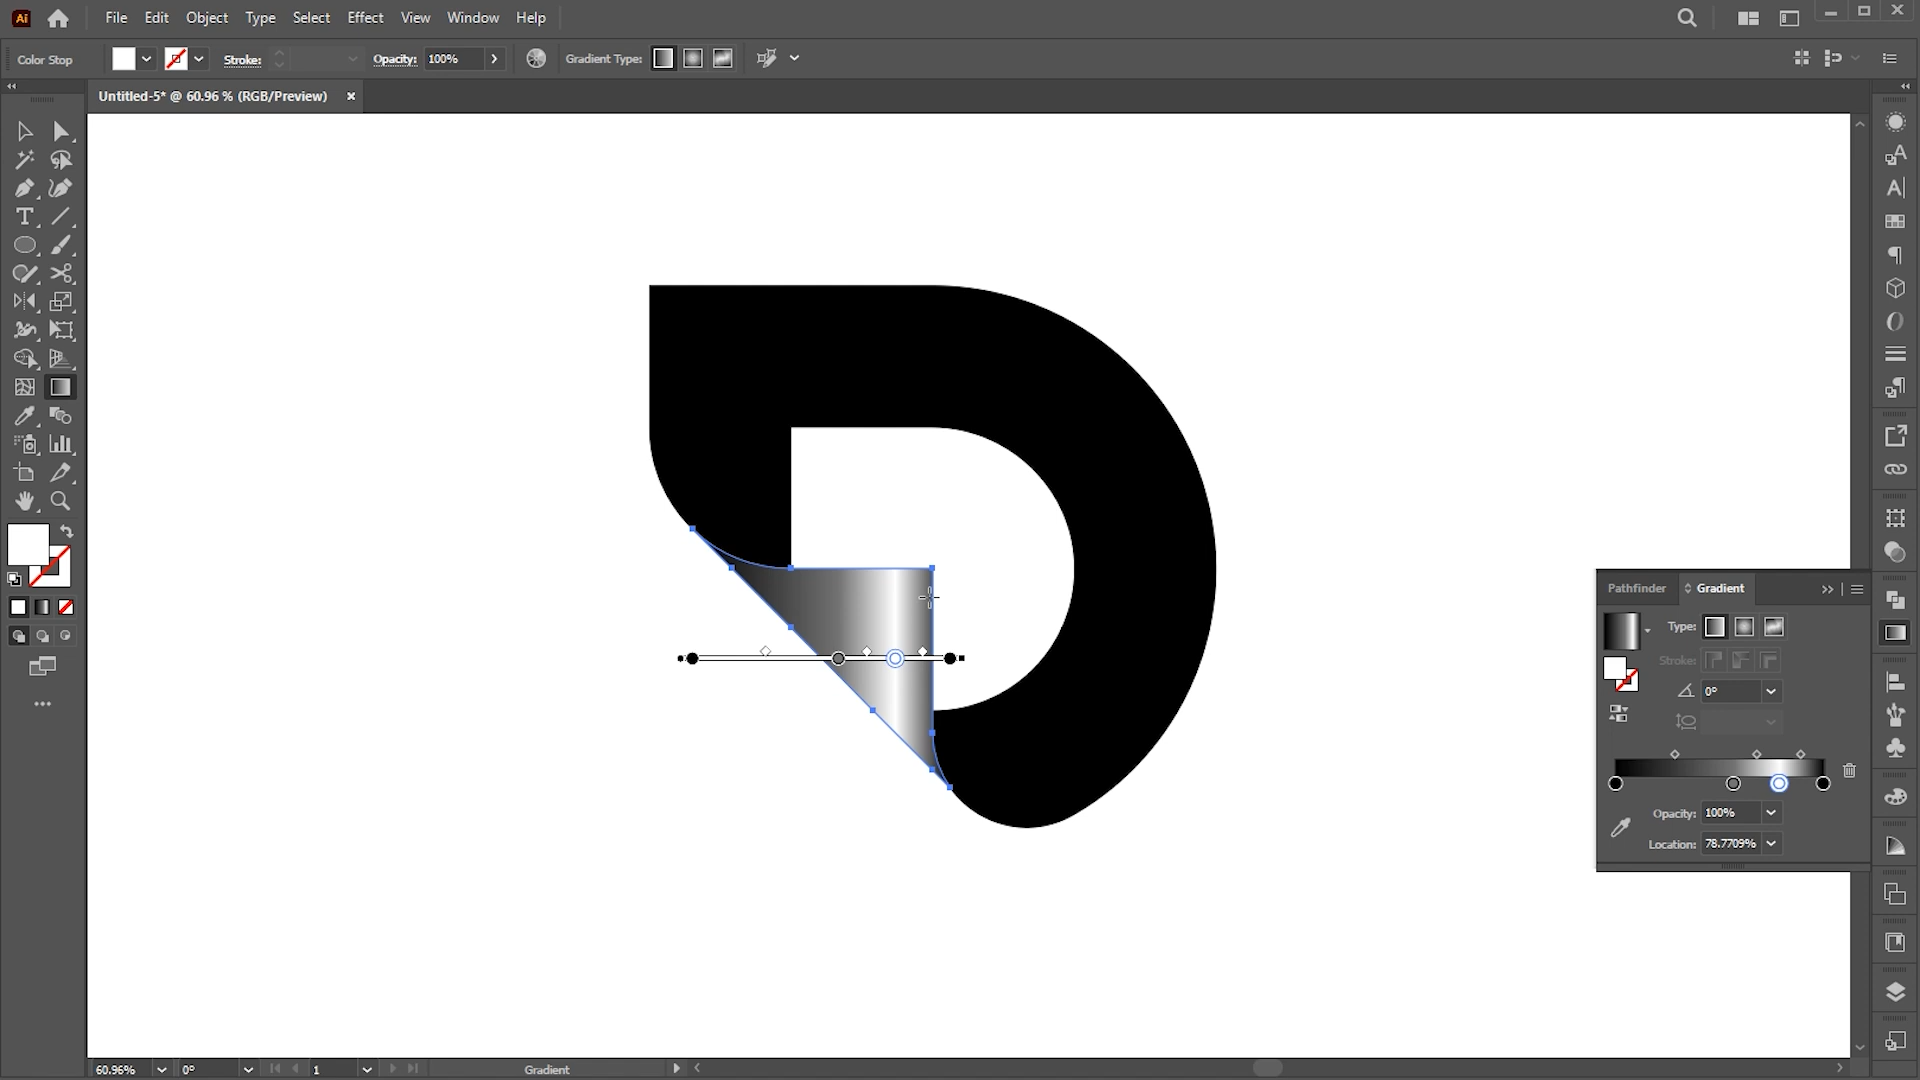 Ai File Edit Object Type Select Effect View Window Help
Color Stop Stroke: Opacity: 100% Gradient Type:
Untitled-5* @ 60.96 % (RGB/Preview)
Pathfinder Gradient
Type:
Stroke:
0°
Opacity: 100%
Location: 78.7709%
60.96% 0° 1 Gradient